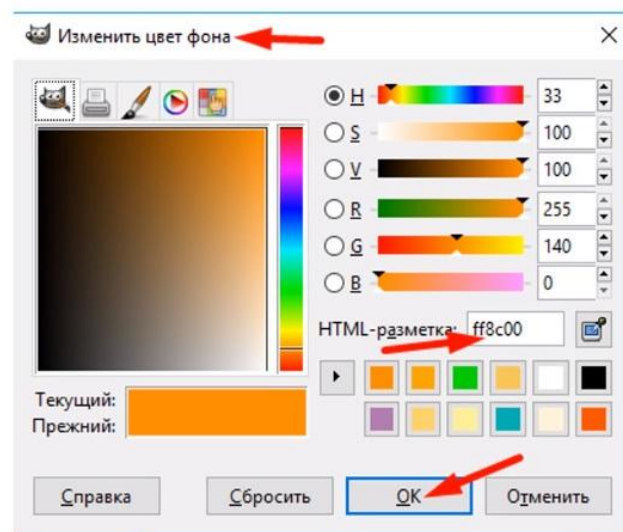 Изменить цвет фона
H 33
S 100
V 100
R 255
G 140
B 0
HTML-разметка: ff8c00
Текущий:
Прежний:
Справка Сбросить OK Отменить